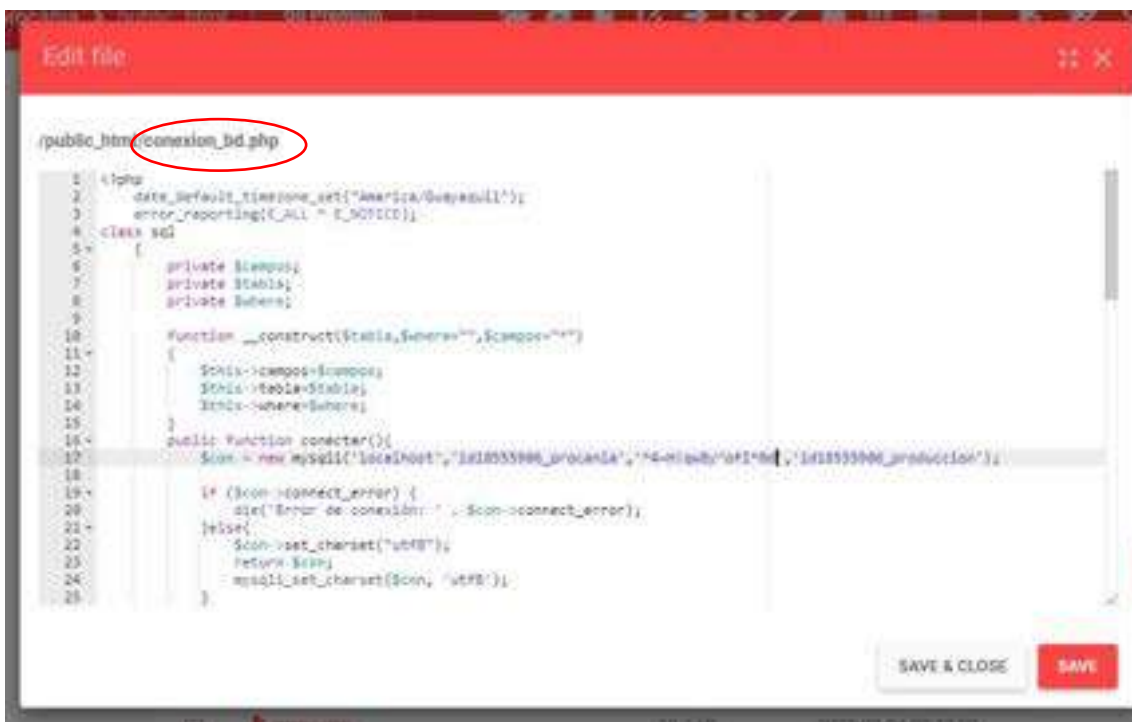 Edit file
/public_html/conexion_bd.php
1 <?php
2 date_default_timezone_set("America/Guayaquil");
3 error_reporting(E_ALL ^ E_NOTICE);
4 class sql
5 {
6 private $campos;
7 private $tabla;
8 private $where;
9
10 function __construct($tabla,$where="",$campos="*")
11 {
12 $this->campos=$campos;
13 $this->tabla=$tabla;
14 $this->where=$where;
15 }
16 public function conectar(){
17 $con = new mysqli('localhost',
18
19 if ($con->connect_error) {
20 die('Error de conexión: ' . $con->connect_error);
21 }else{
22 $con->set_charset("utf8");
23 return $con;
24 mysqli_set_charset($con, 'utf8');
25 }
SAVE & CLOSE
SAVE